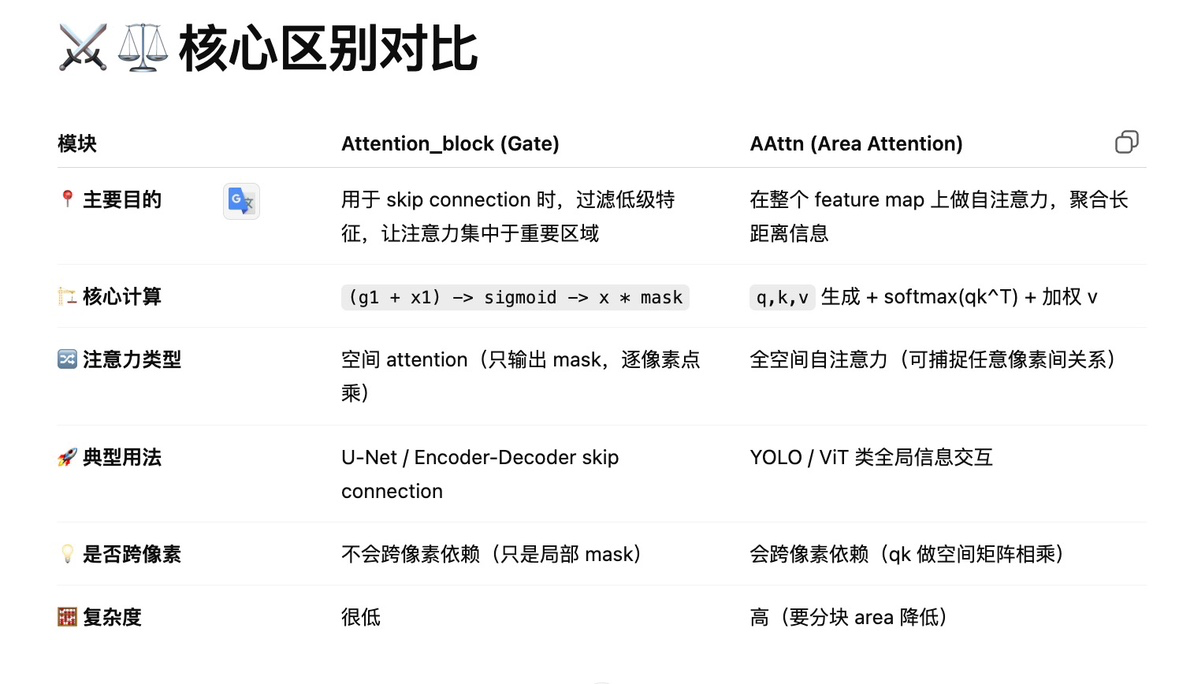 ⚔️⚖️核心区别对比
模块 Attention_block (Gate) AAttn (Area Attention)
📍 主要目的 用于 skip connection 时，过滤低级特 在整个 feature map 上做自注意力，聚合长
征，让注意力集中于重要区域 距离信息
🏗️ 核心计算 (g1 + x1) -> sigmoid -> x * mask q,k,v 生成 + softmax(qk^T) + 加权 v
🔀 注意力类型 空间 attention（只输出 mask，逐像素点 全空间自注意力（可捕捉任意像素间关系）
乘）
🚀 典型用法 U-Net / Encoder-Decoder skip YOLO / ViT 类全局信息交互
connection
💡 是否跨像素 不会跨像素依赖（只是局部 mask） 会跨像素依赖（qk 做空间矩阵相乘）
🧮 复杂度 很低 高（要分块 area 降低）